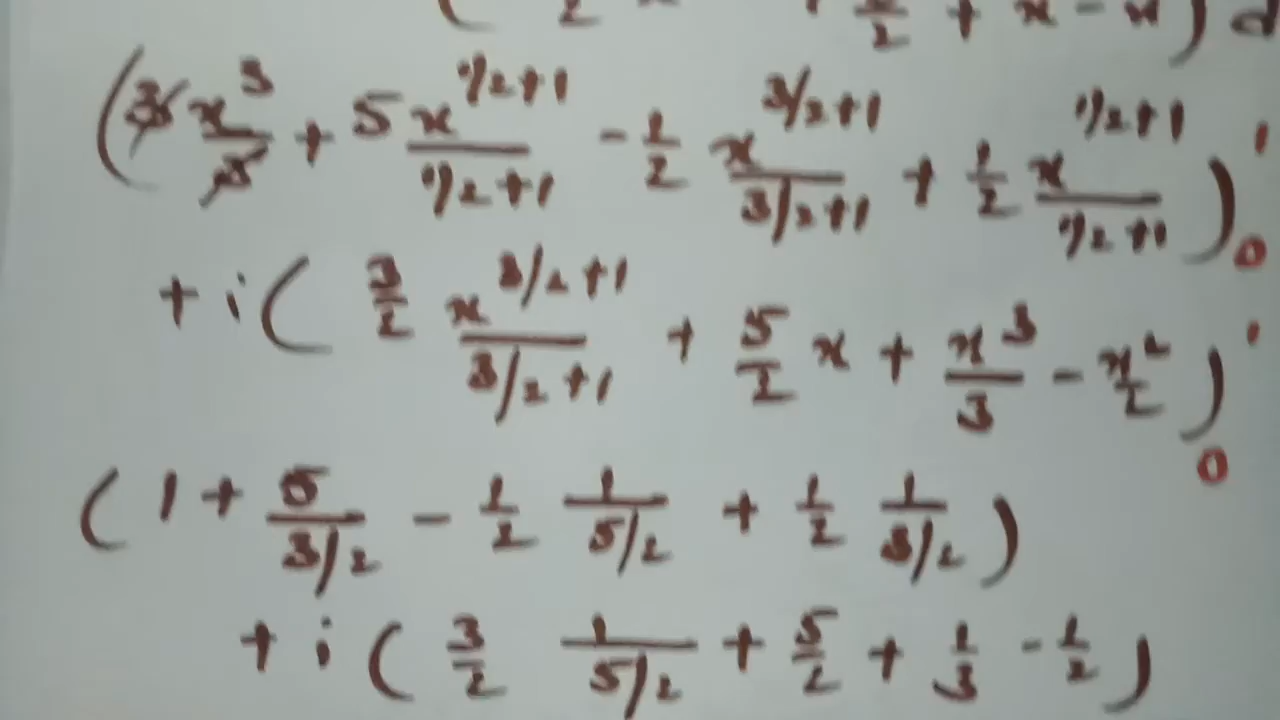 ( 2 x + 2 + x - x ) d
( 3 x^3/3 + 5 x^(1/2+1)/(1/2+1) - 1/2 x^(3/2+1)/(3/2+1) + 1/2 x^(1/2+1)/(1/2+1) )_0^1
+ i ( 3/2 x^(3/2+1)/(3/2+1) + 5/2 x + x^3/3 - x^2/2 )_0^1
( 1 + 5/(3/2) - 1/2 1/(5/2) + 1/2 1/(3/2) )
+ i ( 3/2 1/(5/2) + 5/2 + 1/3 - 1/2 )